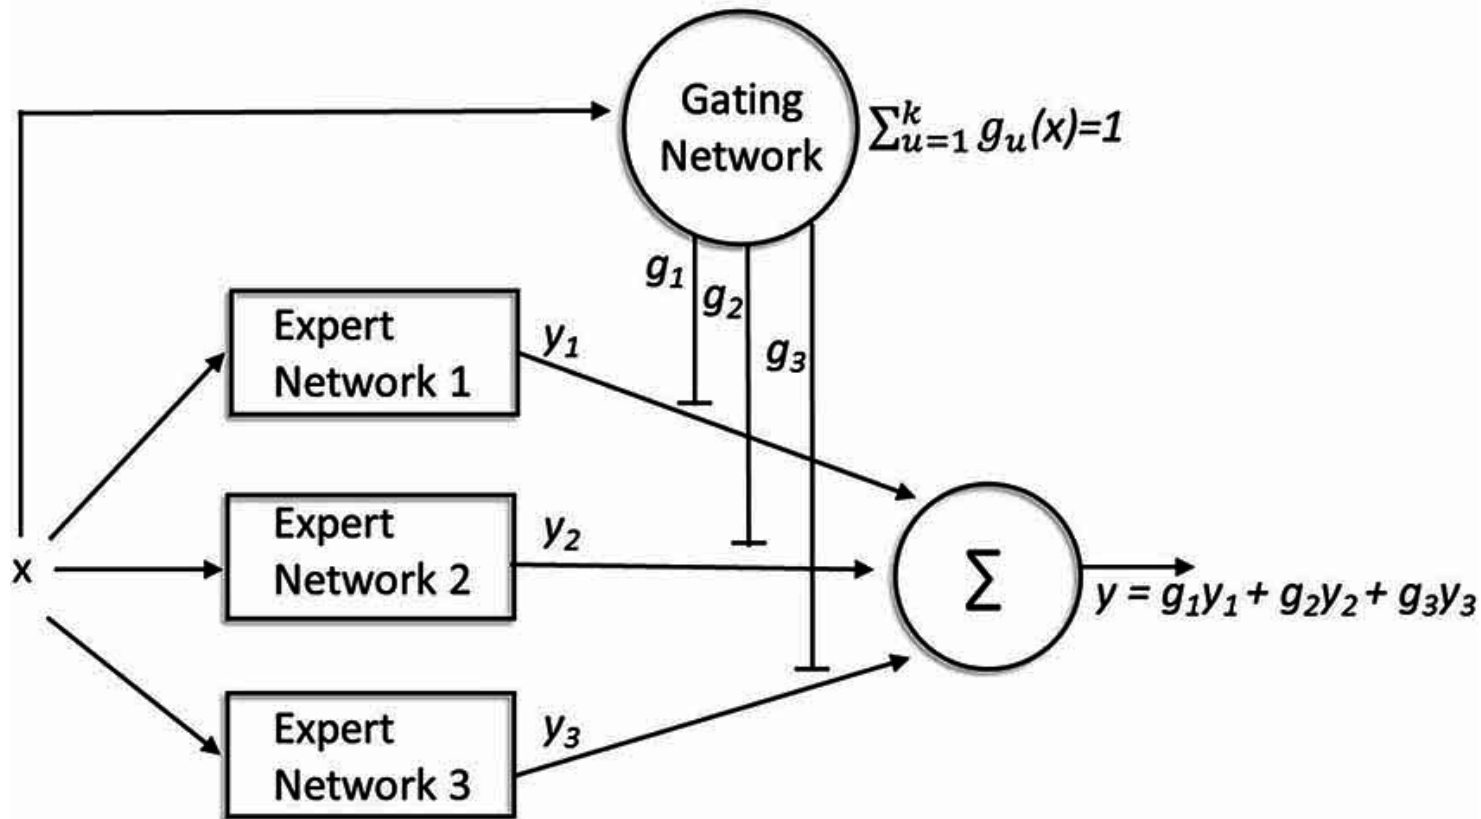 Gating
Network
∑ᵏᵤ₌₁ gᵤ(x)=1
g₁
g₂
g₃
Expert
Network 1
y₁
Expert
Network 2
y₂
x
Σ
y = g₁y₁ + g₂y₂ + g₃y₃
Expert
Network 3
y₃